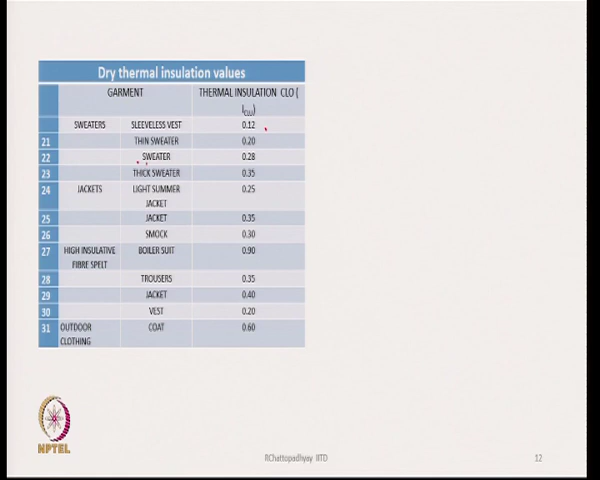 Dry thermal insulation values
GARMENT THERMAL INSULATION CLO (
I CLU)
SWEATERS SLEEVELESS VEST 0.12
21 THIN SWEATER 0.20
22 SWEATER 0.28
23 THICK SWEATER 0.35
24 JACKETS LIGHT SUMMER 0.25
JACKET
25 JACKET 0.35
26 SMOCK 0.30
27 HIGH INSULATIVE BOILER SUIT 0.90
FIBRE SPELT
28 TROUSERS 0.35
29 JACKET 0.40
30 VEST 0.20
31 OUTDOOR COAT 0.60
CLOTHING
NPTEL
RChattopadhyay IITD 12